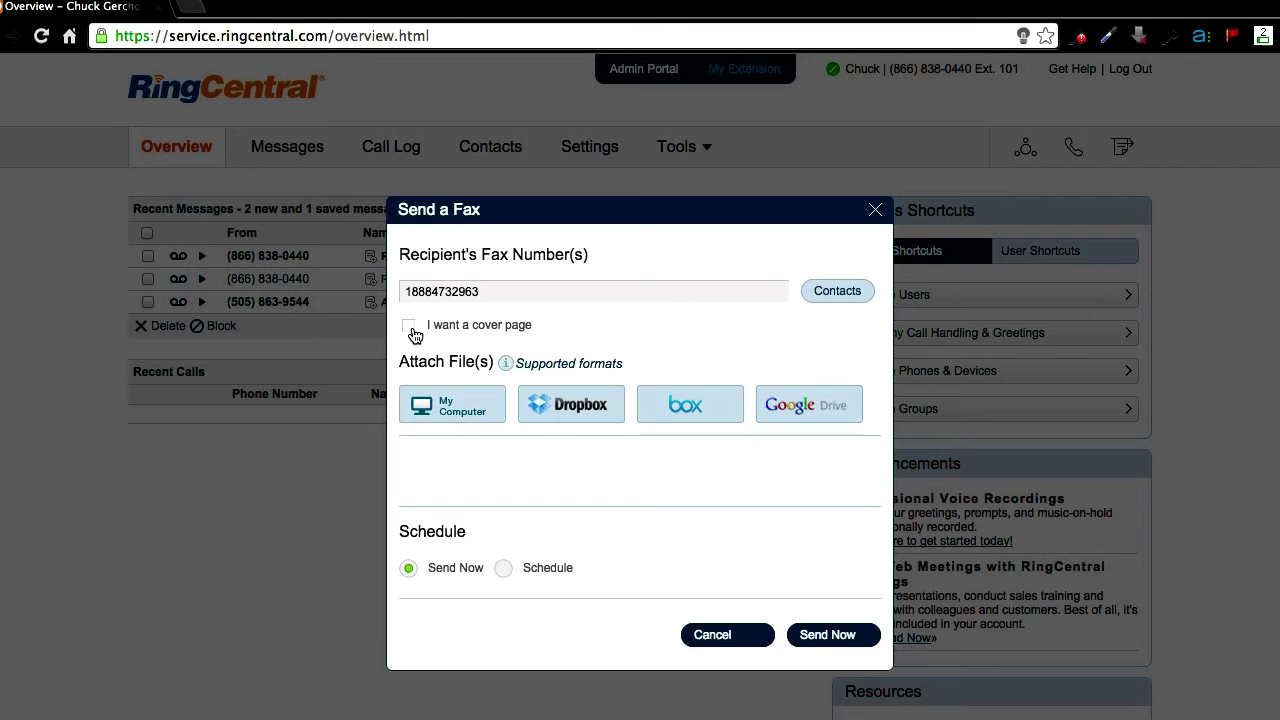 Overview – Chuck Gercho
https://service.ringcentral.com/overview.html
a:
2
RingCentral
Admin Portal
My Extension
Chuck | (866) 838-0440 Ext. 101
Get Help | Log Out
Overview
Messages
Call Log
Contacts
Settings
Tools
Recent Messages - 2 new and 1 saved messa
From
Nam
(866) 838-0440
(866) 838-0440
(505) 863-9544
Delete
Block
Recent Calls
Phone Number
Na
Send a Fax
Recipient's Fax Number(s)
18884732963
Contacts
I want a cover page
Attach File(s)
Supported formats
My
Computer
Dropbox
box
Google Drive
Schedule
Send Now
Schedule
Cancel
Send Now
s Shortcuts
Shortcuts
User Shortcuts
Users
y Call Handling & Greetings
Phones & Devices
Groups
ncements
sional Voice Recordings
ur greetings, prompts, and music-on-hold
onally recorded.
re to get started today!
eb Meetings with RingCentral
gs
esentations, conduct sales training and
with colleagues and customers. Best of all, it's
included in your account.
d Now»
Resources